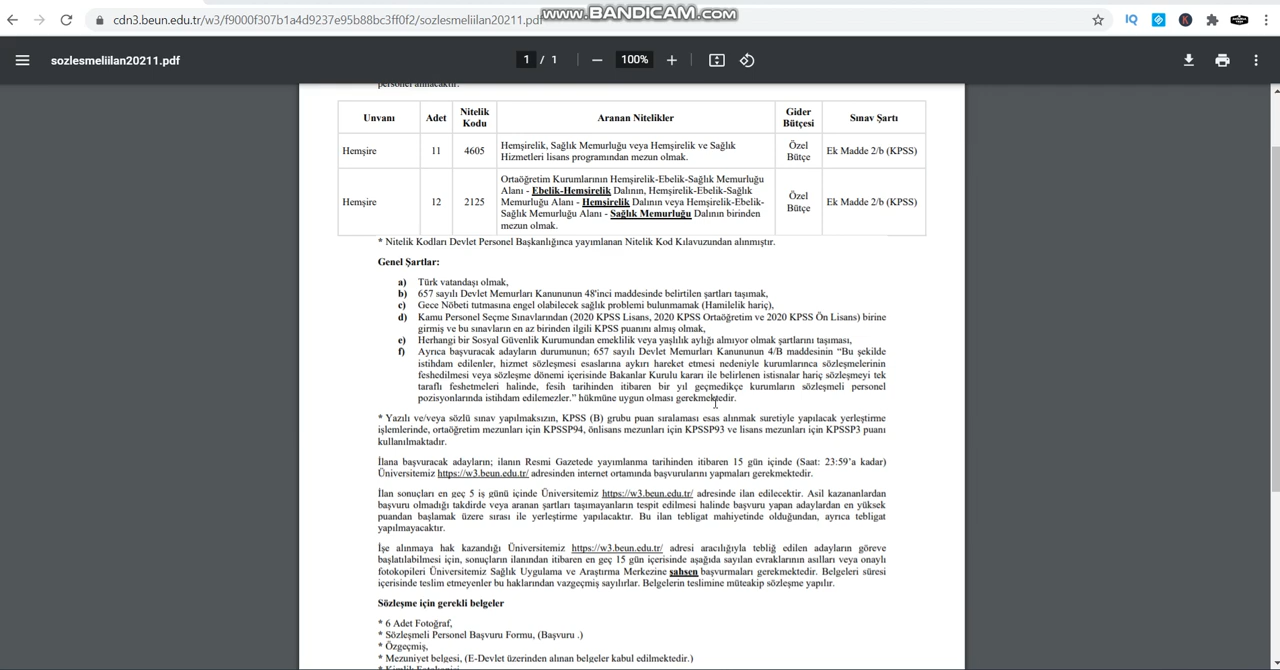 cdn3.beun.edu.tr/w3/f9000f307b1a4d9237e95b88bc3ff0f2/sozlesmeliilan20211.pdf
www.BANDICAM.com
IQ
K
sozlesmeliilan20211.pdf
1 / 1
100%
personel alınacaktır.
Unvanı Adet Nitelik Kodu Aranan Nitelikler Gider Bütçesi Sınav Şartı
Hemşire 11 4605 Hemşirelik, Sağlık Memurluğu veya Hemşirelik ve Sağlık Özel Bütçe Ek Madde 2/b (KPSS)
Hizmetleri lisans programından mezun olmak.
Hemşire 12 2125 Ortaöğretim Kurumlarının Hemşirelik-Ebelik-Sağlık Memurluğu Özel Bütçe Ek Madde 2/b (KPSS)
Alanı - Ebelik-Hemşirelik Dalının, Hemşirelik-Ebelik-Sağlık
Memurluğu Alanı - Hemşirelik Dalının veya Hemşirelik-Ebelik-
Sağlık Memurluğu Alanı - Sağlık Memurluğu Dalının birinden
mezun olmak.
* Nitelik Kodları Devlet Personel Başkanlığınca yayımlanan Nitelik Kod Kılavuzundan alınmıştır.
Genel Şartlar:
a) Türk vatandaşı olmak,
b) 657 sayılı Devlet Memurları Kanununun 48'inci maddesinde belirtilen şartları taşımak,
c) Gece Nöbeti tutmasına engel olabilecek sağlık problemi bulunmamak (Hamilelik hariç),
d) Kamu Personel Seçme Sınavlarından (2020 KPSS Lisans, 2020 KPSS Ortaöğretim ve 2020 KPSS Ön Lisans) birine
girmiş ve bu sınavların en az birinden ilgili KPSS puanını almış olmak,
e) Herhangi bir Sosyal Güvenlik Kurumundan emeklilik veya yaşlılık aylığı almıyor olmak şartlarını taşıması,
f) Ayrıca başvuracak adayların durumunun; 657 sayılı Devlet Memurları Kanununun 4/B maddesinin “Bu şekilde
istihdam edilenler, hizmet sözleşmesi esaslarına aykırı hareket etmesi nedeniyle kurumlarınca sözleşmelerinin
feshedilmesi veya sözleşme dönemi içerisinde Bakanlar Kurulu kararı ile belirlenen istisnalar hariç sözleşmeyi tek
taraflı feshetmeleri halinde, fesih tarihinden itibaren bir yıl geçmedikçe kurumların sözleşmeli personel
pozisyonlarında istihdam edilemezler.” hükmüne uygun olması gerekmektedir.
* Yazılı ve/veya sözlü sınav yapılmaksızın, KPSS (B) grubu puan sıralaması esas alınmak suretiyle yapılacak yerleştirme
işlemlerinde, ortaöğretim mezunları için KPSSP94, önlisans mezunları için KPSSP93 ve lisans mezunları için KPSSP3 puanı
kullanılmaktadır.
İlana başvuracak adayların; ilanın Resmi Gazetede yayımlanma tarihinden itibaren 15 gün içinde (Saat: 23:59’a kadar)
Üniversitemiz https://w3.beun.edu.tr/ adresinden internet ortamında başvurularını yapmaları gerekmektedir.
İlan sonuçları en geç 5 iş günü içinde Üniversitemiz https://w3.beun.edu.tr/ adresinde ilan edilecektir. Asil kazananlardan
başvuru olmadığı takdirde veya aranan şartları taşımayanların tespit edilmesi halinde başvuru yapan adaylardan en yüksek
puandan başlamak üzere sırası ile yerleştirme yapılacaktır. Bu ilan tebligat mahiyetinde olduğundan, ayrıca tebligat
yapılmayacaktır.
İşe alınmaya hak kazandığı Üniversitemiz https://w3.beun.edu.tr/ adresi aracılığıyla tebliğ edilen adayların göreve
başlatılabilmesi için, sonuçların ilanından itibaren en geç 15 gün içerisinde aşağıda sayılan evraklarının asılları veya onaylı
fotokopileri Üniversitemiz Sağlık Uygulama ve Araştırma Merkezine şahsen başvurmaları gerekmektedir. Belgeleri süresi
içerisinde teslim etmeyenler bu haklarından vazgeçmiş sayılırlar. Belgelerin teslimine müteakip sözleşme yapılır.
Sözleşme için gerekli belgeler
* 6 Adet Fotoğraf,
* Sözleşmeli Personel Başvuru Formu, (Başvuru .)
* Özgeçmiş,
* Mezuniyet belgesi, (E-Devlet üzerinden alınan belgeler kabul edilmektedir.)
* Kimlik Fotokopisi